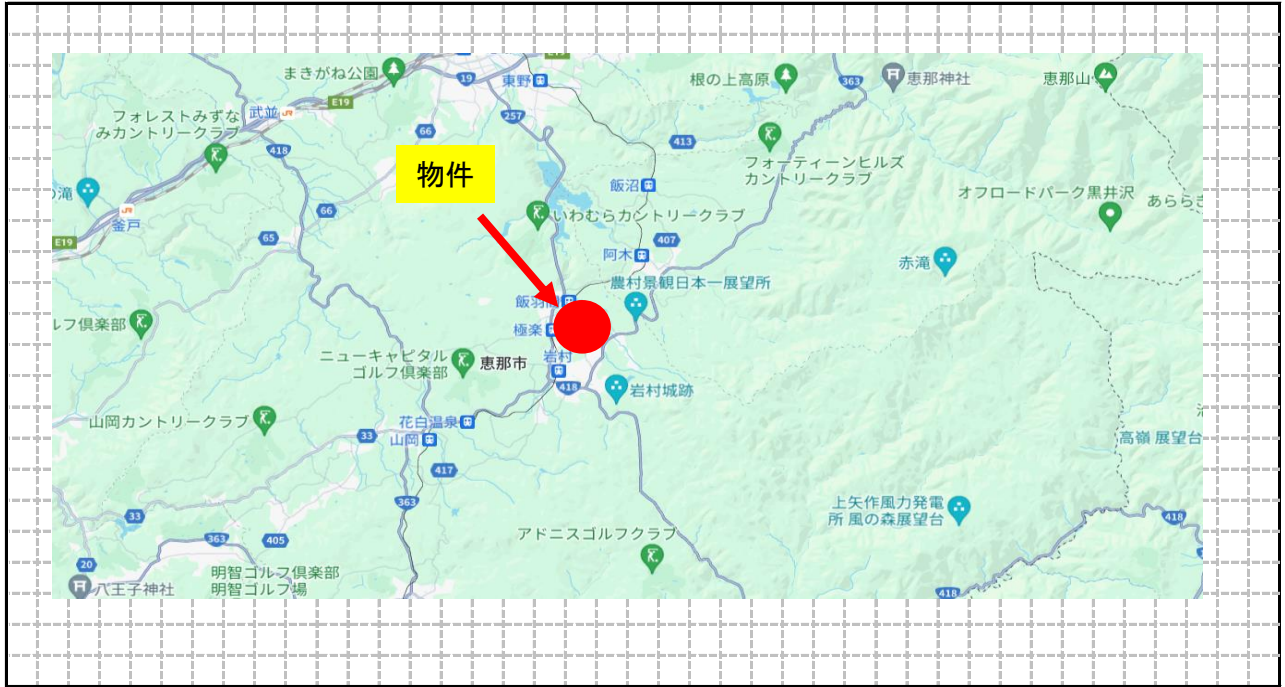 まきがね公園
19
東野
根の上高原
363
恵那神社
恵那山
E19
フォレストみずな
みカントリークラブ
武並
JR
257
66
413
418
物件
フォーティーンヒルズ
カントリークラブ
飯沼
の滝
オフロードパーク黒井沢
あらら
JR
釜戸
66
いわむらカントリークラブ
E19
65
407
阿木
赤滝
農村景観日本一展望所
飯羽
ルフ倶楽部
極楽
ニューキャピタル
ゴルフ倶楽部
恵那市
岩村
418
岩村城跡
山岡カントリークラブ
花白温泉
33
山岡
高嶺 展望台
417
363
上矢作風力発電
所 風の森展望台
33
418
363
405
アドニスゴルフクラブ
20
明智ゴルフ倶楽部
明智ゴルフ場
八王子神社
418